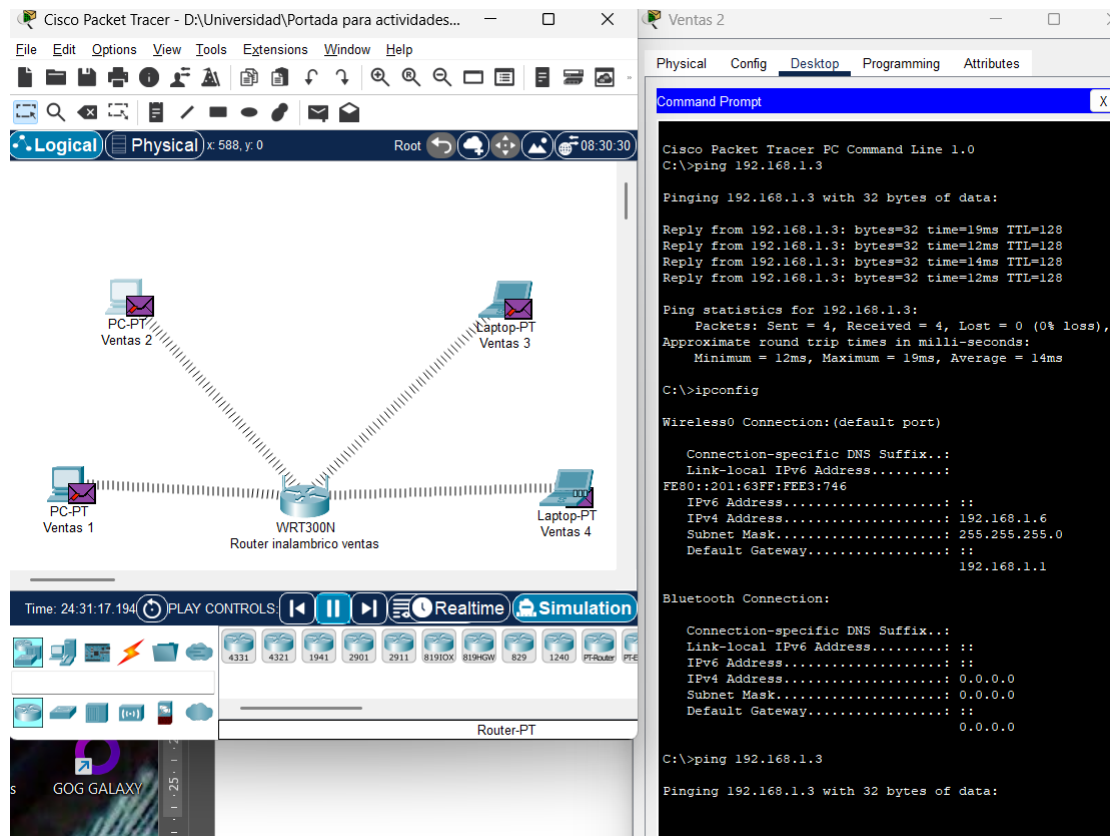 Cisco Packet Tracer - D:\Universidad\Portada para actividades...
File Edit Options View Tools Extensions Window Help
Logical Physical x: 588, y: 0 Root 08:30:30
PC-PT
Ventas 2
Laptop-PT
Ventas 3
PC-PT
Ventas 1
WRT300N
Router inalambrico ventas
Laptop-PT
Ventas 4
Time: 24:31:17.194 PLAY CONTROLS: Realtime Simulation
4331 4321 1941 2901 2911 819IOX 819HGW 829 1240 PT-Router PT-E
Router-PT
GOG GALAXY
s
25
Ventas 2
Physical Config Desktop Programming Attributes
Command Prompt X
Cisco Packet Tracer PC Command Line 1.0
C:\>ping 192.168.1.3
Pinging 192.168.1.3 with 32 bytes of data:
Reply from 192.168.1.3: bytes=32 time=19ms TTL=128
Reply from 192.168.1.3: bytes=32 time=12ms TTL=128
Reply from 192.168.1.3: bytes=32 time=14ms TTL=128
Reply from 192.168.1.3: bytes=32 time=12ms TTL=128
Ping statistics for 192.168.1.3:
Packets: Sent = 4, Received = 4, Lost = 0 (0% loss),
Approximate round trip times in milli-seconds:
Minimum = 12ms, Maximum = 19ms, Average = 14ms
C:\>ipconfig
Wireless0 Connection:(default port)
Connection-specific DNS Suffix..:
Link-local IPv6 Address.........:
FE80::201:63FF:FEE3:746
IPv6 Address....................: ::
IPv4 Address....................: 192.168.1.6
Subnet Mask.....................: 255.255.255.0
Default Gateway.................: ::
192.168.1.1
Bluetooth Connection:
Connection-specific DNS Suffix..:
Link-local IPv6 Address.........: ::
IPv6 Address....................: ::
IPv4 Address....................: 0.0.0.0
Subnet Mask.....................: 0.0.0.0
Default Gateway.................: ::
0.0.0.0
C:\>ping 192.168.1.3
Pinging 192.168.1.3 with 32 bytes of data: